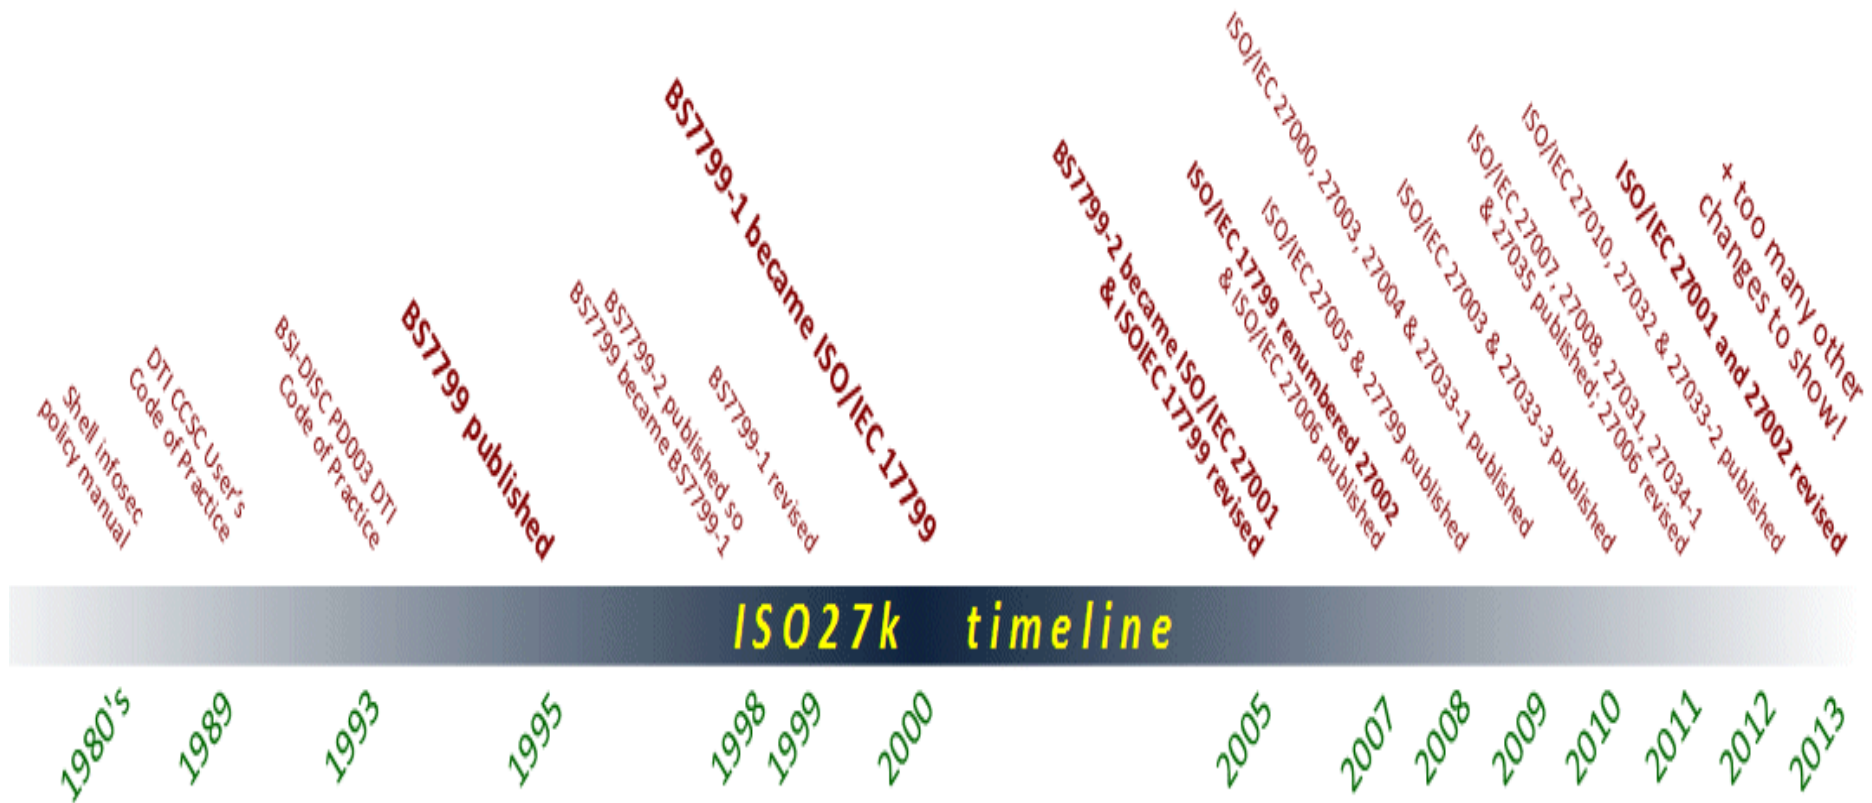 Shell infosec
policy manual
DTI CCSC User's
Code of Practice
BSI-DISC PD003 DTI
Code of Practice
BS7799 published
BS7799-2 published so
BS7799 became BS7799-1
BS7799-1 revised
BS7799-1 became ISO/IEC 17799
BS7799-2 became ISO/IEC 27001
& ISOIEC 17799 revised
ISO/IEC 17799 renumbered 27002
& ISO/IEC 27006 published
ISO/IEC 27005 & 27799 published
ISO/IEC 27000, 27003, 27004 & 27033-1 published
ISO/IEC 27003 & 27033-3 published
ISO/IEC 27007, 27008, 27031, 27034-1
& 27035 published; 27006 revised
ISO/IEC 27010, 27032 & 27033-2 published
ISO/IEC 27001 and 27002 revised
+ too many other
changes to show!
ISO27k timeline
1980's
1989
1993
1995
1998
1999
2000
2005
2007
2008
2009
2010
2011
2012
2013